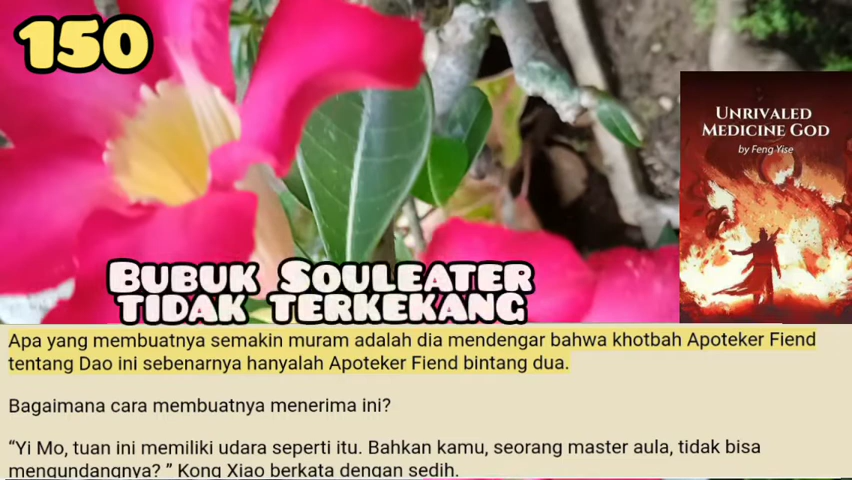 150
UNRIVALED
MEDICINE GOD
by Feng Yise
BUBUK SOULEATER
TIDAK TERKEKANG
Apa yang membuatnya semakin muram adalah dia mendengar bahwa khotbah Apoteker Fiend
tentang Dao ini sebenarnya hanyalah Apoteker Fiend bintang dua.
Bagaimana cara membuatnya menerima ini?
“Yi Mo, tuan ini memiliki udara seperti itu. Bahkan kamu, seorang master aula, tidak bisa
mengundangnya? ” Kong Xiao berkata dengan sedih.